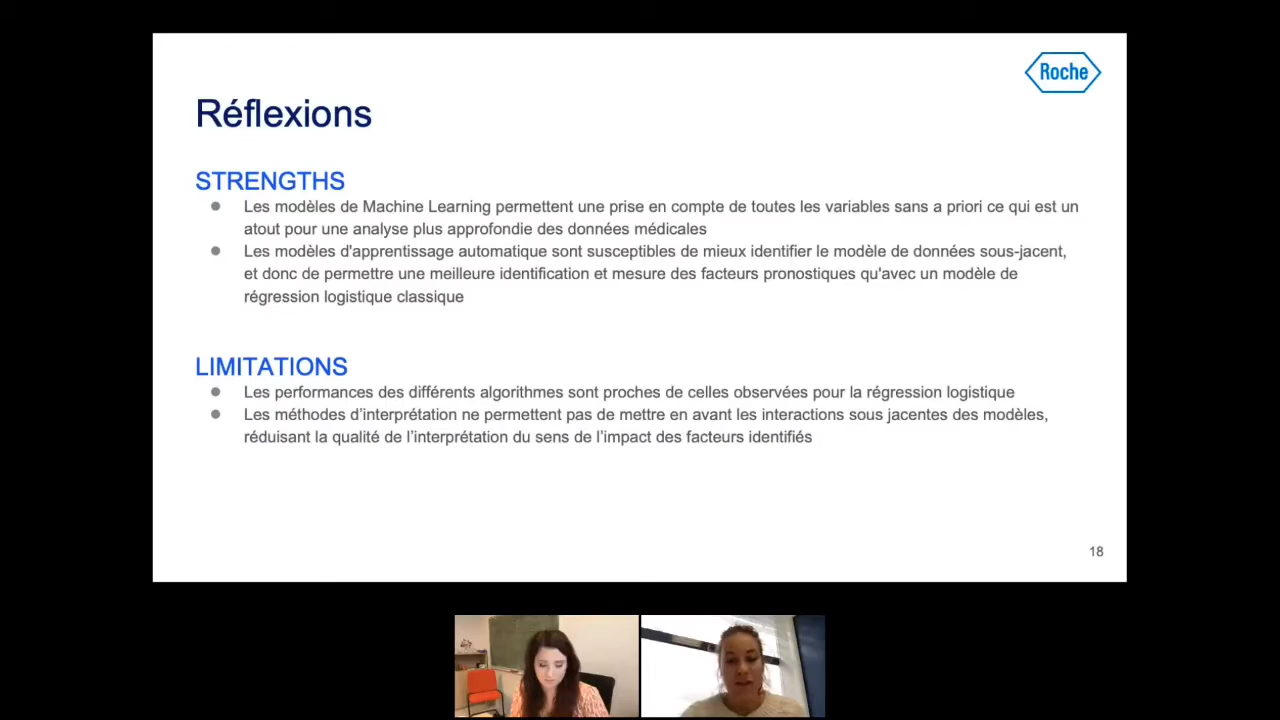 Roche
Réflexions
STRENGTHS
Les modèles de Machine Learning permettent une prise en compte de toutes les variables sans a priori ce qui est un
atout pour une analyse plus approfondie des données médicales
Les modèles d'apprentissage automatique sont susceptibles de mieux identifier le modèle de données sous-jacent,
et donc de permettre une meilleure identification et mesure des facteurs pronostiques qu'avec un modèle de
régression logistique classique
LIMITATIONS
Les performances des différents algorithmes sont proches de celles observées pour la régression logistique
Les méthodes d’interprétation ne permettent pas de mettre en avant les interactions sous jacentes des modèles,
réduisant la qualité de l’interprétation du sens de l’impact des facteurs identifiés
18